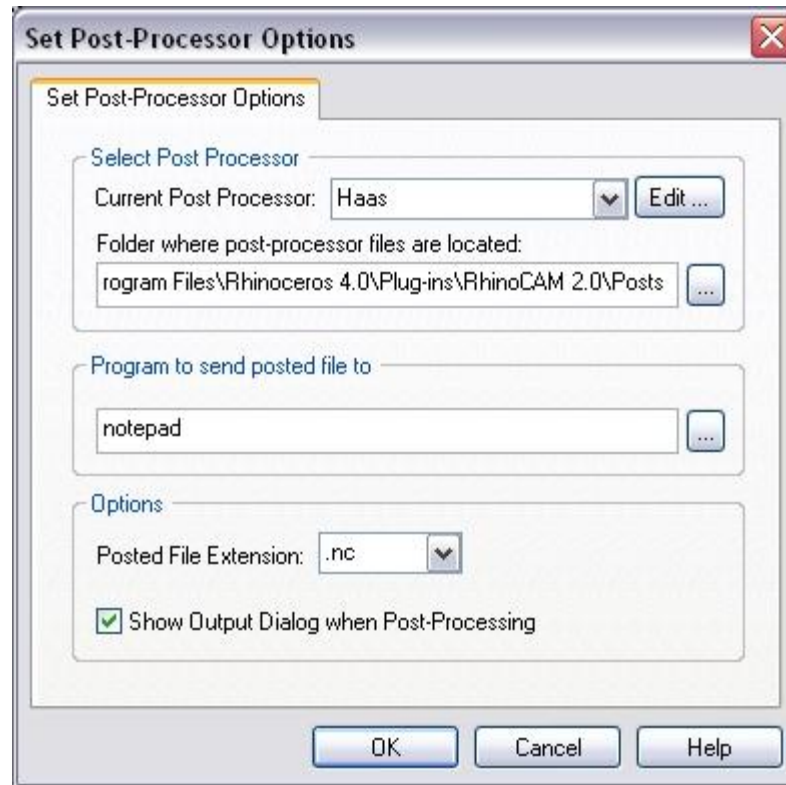 Set Post-Processor Options
Set Post-Processor Options
Select Post Processor
Current Post Processor: Haas Edit ...
Folder where post-processor files are located:
rogram Files\Rhinoceros 4.0\Plug-ins\RhinoCAM 2.0\Posts ...
Program to send posted file to
notepad ...
Options
Posted File Extension: .nc
Show Output Dialog when Post-Processing
OK Cancel Help